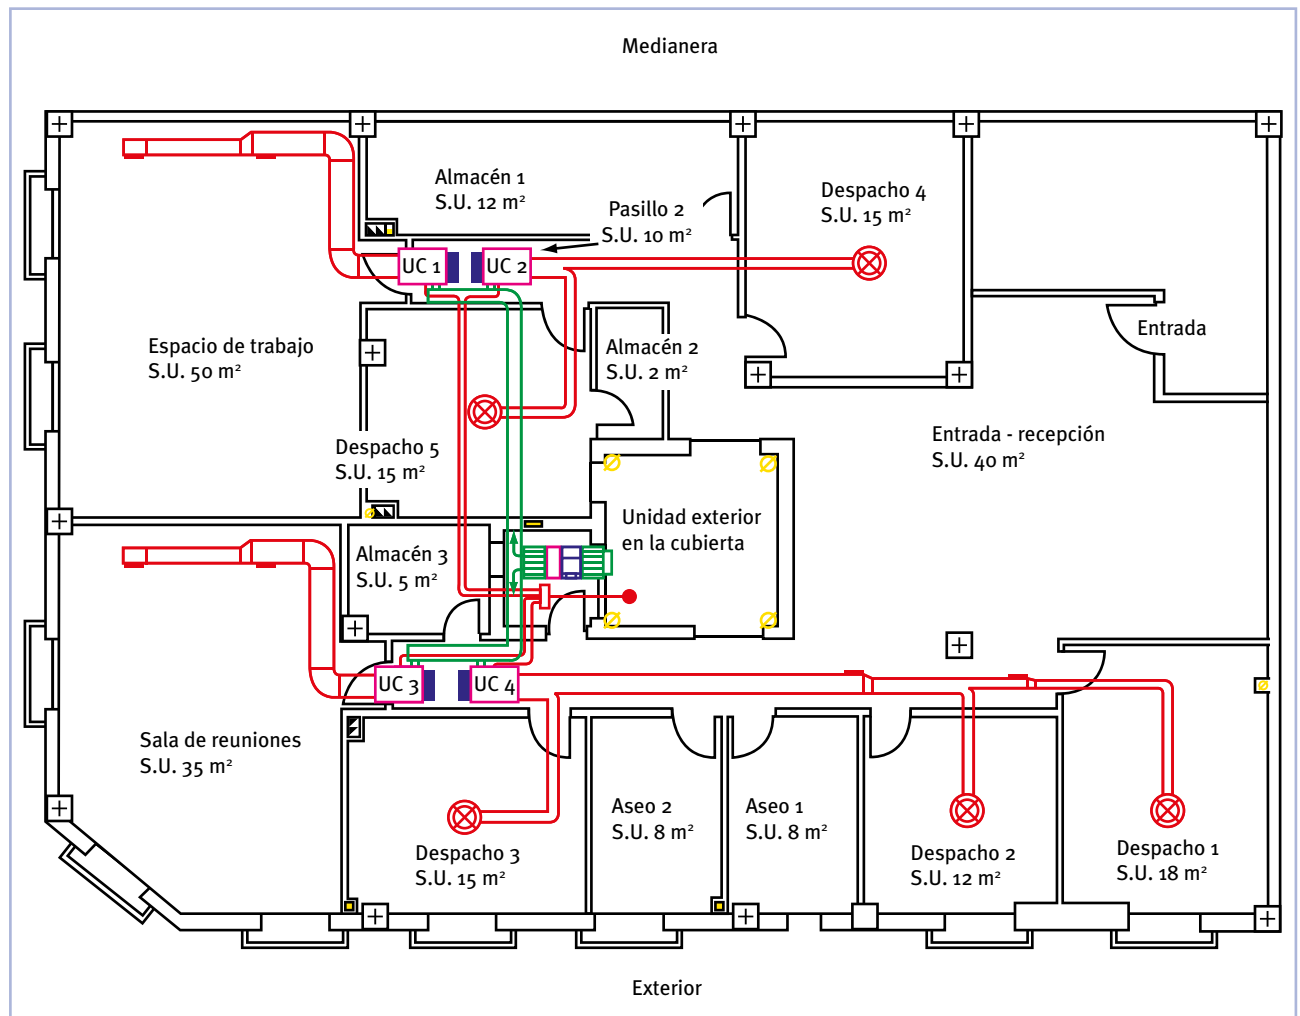 Medianera
Almacén 1
S.U. 12 m²
Pasillo 2
S.U. 10 m²
Despacho 4
S.U. 15 m²
UC 1
UC 2
Entrada
Espacio de trabajo
S.U. 50 m²
Almacén 2
S.U. 2 m²
Despacho 5
S.U. 15 m²
Entrada - recepción
S.U. 40 m²
Unidad exterior
en la cubierta
Almacén 3
S.U. 5 m²
UC 3
UC 4
Sala de reuniones
S.U. 35 m²
Despacho 3
S.U. 15 m²
Aseo 2
S.U. 8 m²
Aseo 1
S.U. 8 m²
Despacho 2
S.U. 12 m²
Despacho 1
S.U. 18 m²
Exterior